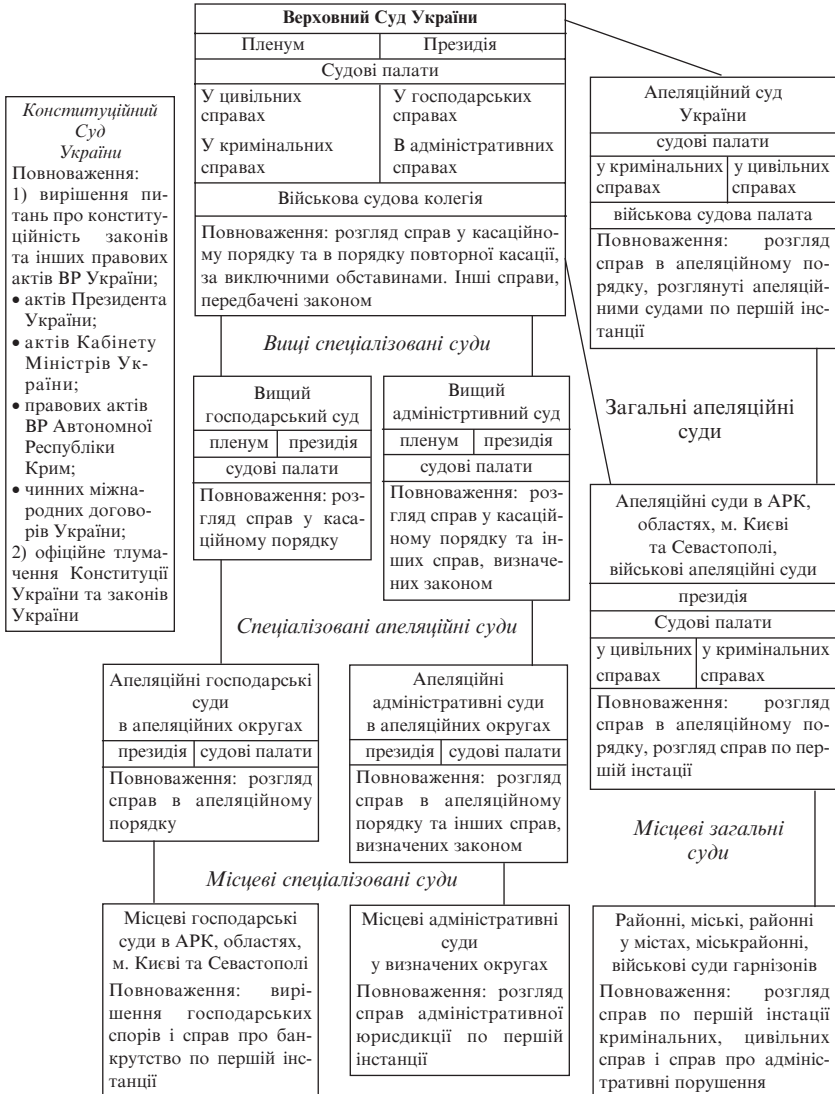 Верховний Суд України
Пленум
Президія
Судові палати
У цивільних
справах
У кримінальних
справах
У господарських
справах
В адміністративних
справах
Військова судова колегія
Повноваження: розгляд справ у касаційно-
му порядку та в порядку повторної касації,
за виключними обставинами. Інші справи,
передбачені законом
Конституційний
Суд
України
Повноваження:
1) вирішення пи-
тань про конститу-
ційність законів
та інших правових
актів ВР України;
• актів Президента
України;
• актів Кабінету
Міністрів Ук-
раїни;
• правових актів
ВР Автономної
Республіки
Крим;
• чинних міжна-
родних догово-
рів України;
2) офіційне тлума-
чення Конституції
України та законів
України
Апеляційний суд
України
судові палати
у кримінальних
справах
у цивільних
справах
військова судова палата
Повноваження: розгляд
справ в апеляційному по-
рядку, розглянуті апеляцій-
ними судами по першій інс-
танції
Вищі спеціалізовані суди
Вищий
господарський суд
пленум
президія
судові палати
Повноваження: роз-
гляд справ у каса-
ційному порядку
Вищий
адміністртивний суд
пленум
президія
судові палати
Повноваження: роз-
гляд справ у касацій-
ному порядку та ін-
ших справ, визначе-
них законом
Загальні апеляційні
суди
Апеляційні суди в АРК,
областях, м. Києві
та Севастополі,
військові апеляційні суди
президія
Судові палати
у цивільних
справах
у кримінальних
справах
Повноваження: розгляд
справ в апеляційному по-
рядку, розгляд справ по пер-
шій інстації
Спеціалізовані апеляційні суди
Апеляційні господарські
суди
в апеляційних округах
президія
судові палати
Повноваження: розгляд
справ в апеляційному
порядку
Апеляційні
адміністративні суди
в апеляційних округах
президія
судові палати
Повноваження: розгляд
справ в апеляційному
порядку та інших справ,
визначених законом
Місцеві загальні
суди
Місцеві спеціалізовані суди
Місцеві господарські
суди в АРК, областях,
м. Києві та Севастополі
Повноваження: вирі-
шення господарських
спорів і справ про бан-
крутство по першій інс-
танції
Місцеві адміністративні
суди
у визначених округах
Повноваження: розгляд
справ адміністративної
юрисдикції по першій
інстанції
Районні, міські, районні
у містах, міськрайонні,
військові суди гарнізонів
Повноваження: розгляд
справ по першій інстації
кримінальних, цивільних
справ і справ про адмініс-
тративні порушення